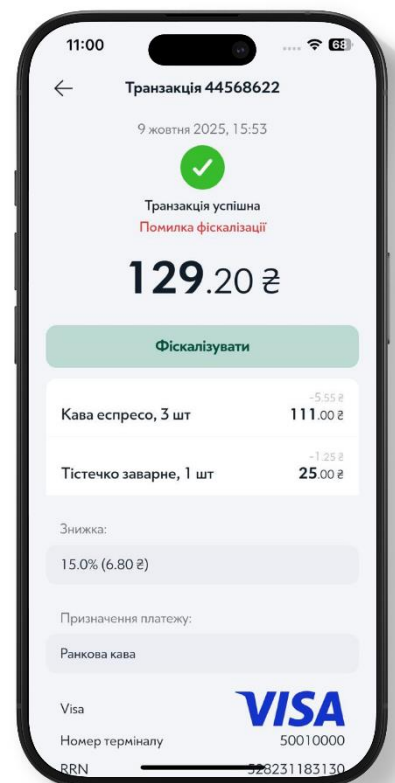 11:00
68
Транзакція 44568622
9 жовтня 2025, 15:53
Транзакція успішна
Помилка фіскалізації
129.20 ₴
Фіскалізувати
-5.55 ₴
Кава еспресо, 3 шт 111.00 ₴
-1.25 ₴
Тістечко заварне, 1 шт 25.00 ₴
Знижка:
15.0% (6.80 ₴)
Призначення платежу:
Ранкова кава
Visa VISA
Номер терміналу 50010000
RRN 528231183130